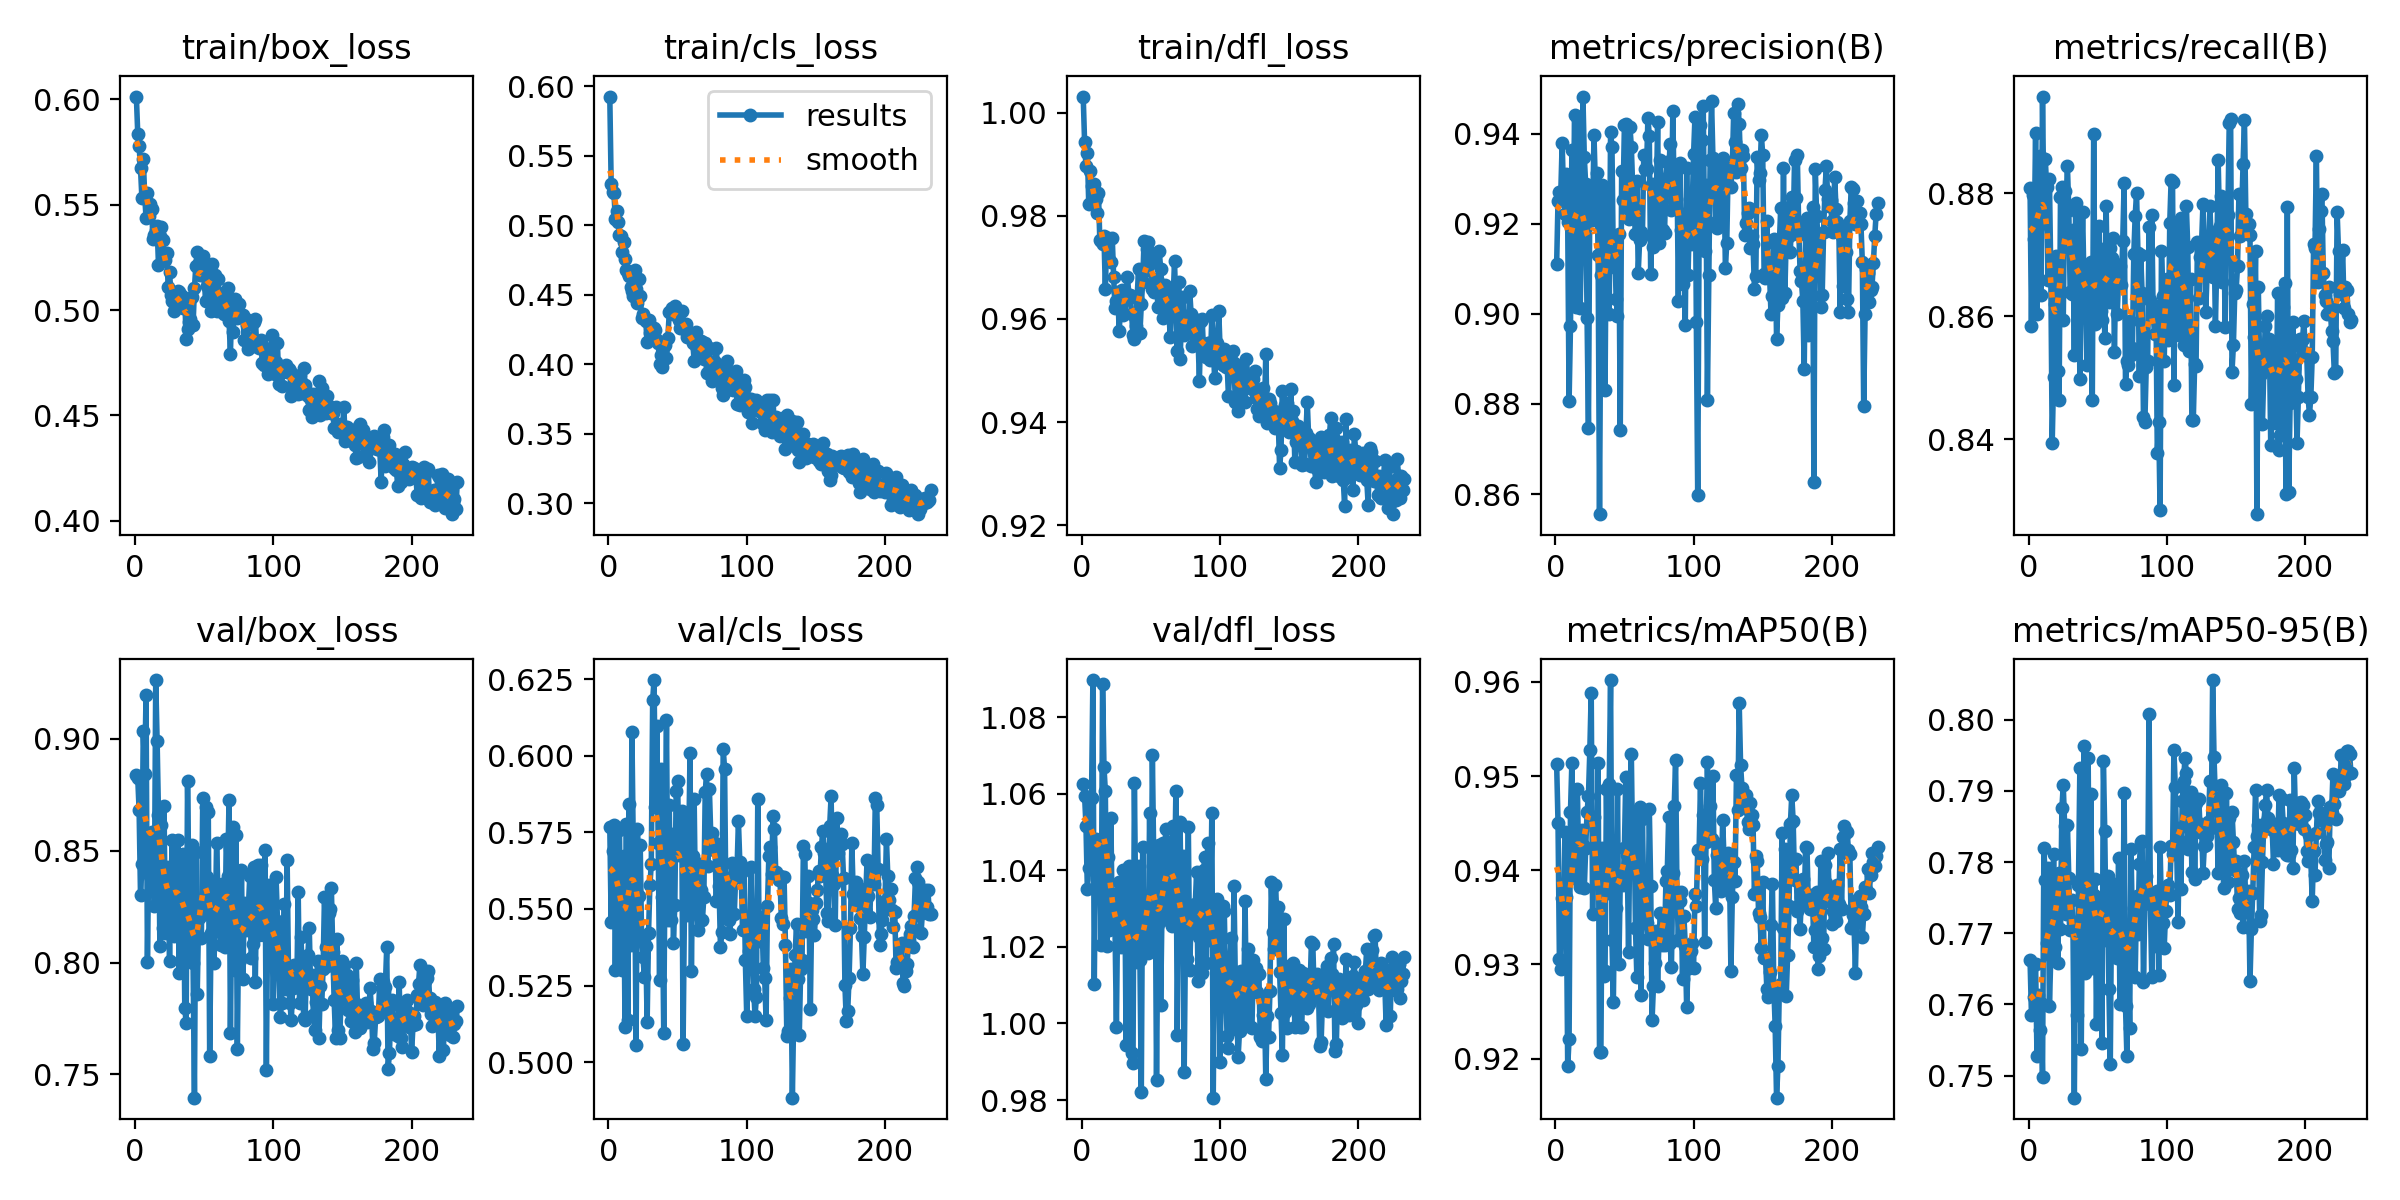 train/box_loss
0.60
0.55
0.50
0.45
0.40
0 100 200
train/cls_loss
results
smooth
0.60
0.55
0.50
0.45
0.40
0.35
0.30
0 100 200
train/dfl_loss
1.00
0.98
0.96
0.94
0.92
0 100 200
metrics/precision(B)
0.94
0.92
0.90
0.88
0.86
0 100 200
metrics/recall(B)
0.88
0.86
0.84
0 100 200
val/box_loss
0.90
0.85
0.80
0.75
0 100 200
val/cls_loss
0.625
0.600
0.575
0.550
0.525
0.500
0 100 200
val/dfl_loss
1.08
1.06
1.04
1.02
1.00
0.98
0 100 200
metrics/mAP50(B)
0.96
0.95
0.94
0.93
0.92
0 100 200
metrics/mAP50-95(B)
0.80
0.79
0.78
0.77
0.76
0.75
0 100 200